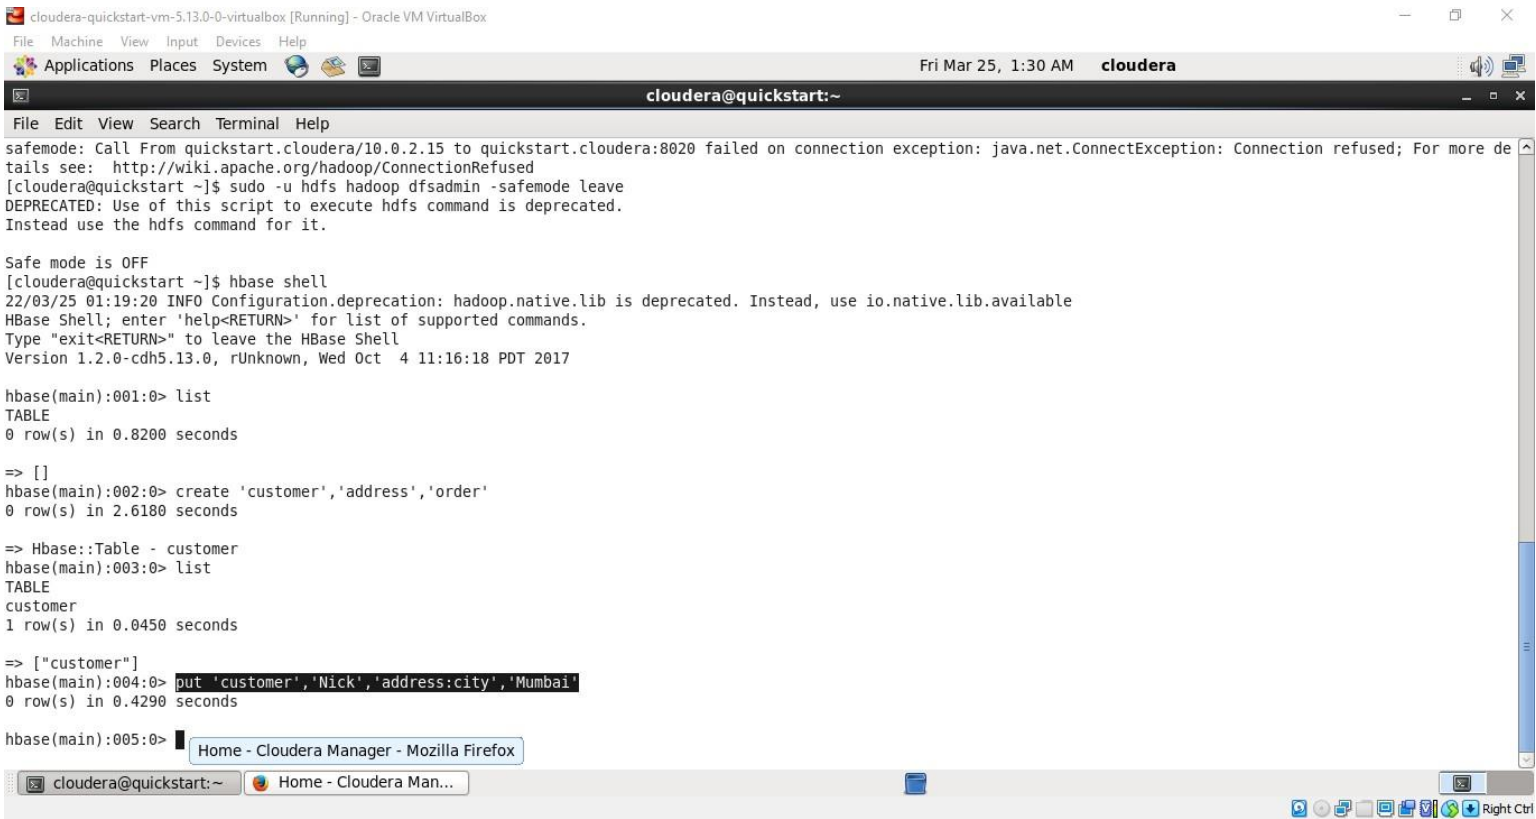 cloudera-quickstart-vm-5.13.0-0-virtualbox [Running] - Oracle VM VirtualBox
File Machine View Input Devices Help
Applications Places System Fri Mar 25, 1:30 AM cloudera
cloudera@quickstart:~
File Edit View Search Terminal Help
safemode: Call From quickstart.cloudera/10.0.2.15 to quickstart.cloudera:8020 failed on connection exception: java.net.ConnectException: Connection refused; For more de
tails see:  http://wiki.apache.org/hadoop/ConnectionRefused
[cloudera@quickstart ~]$ sudo -u hdfs hadoop dfsadmin -safemode leave
DEPRECATED: Use of this script to execute hdfs command is deprecated.
Instead use the hdfs command for it.
Safe mode is OFF
[cloudera@quickstart ~]$ hbase shell
22/03/25 01:19:20 INFO Configuration.deprecation: hadoop.native.lib is deprecated. Instead, use io.native.lib.available
HBase Shell; enter 'help<RETURN>' for list of supported commands.
Type "exit<RETURN>" to leave the HBase Shell
Version 1.2.0-cdh5.13.0, rUnknown, Wed Oct  4 11:16:18 PDT 2017
hbase(main):001:0> list
TABLE
0 row(s) in 0.8200 seconds
=> []
hbase(main):002:0> create 'customer','address','order'
0 row(s) in 2.6180 seconds
=> Hbase::Table - customer
hbase(main):003:0> list
TABLE
customer
1 row(s) in 0.0450 seconds
=> ["customer"]
hbase(main):004:0> put 'customer','Nick','address:city','Mumbai'
0 row(s) in 0.4290 seconds
hbase(main):005:0>
Home - Cloudera Manager - Mozilla Firefox
cloudera@quickstart:~ Home - Cloudera Man...
Right Ctrl